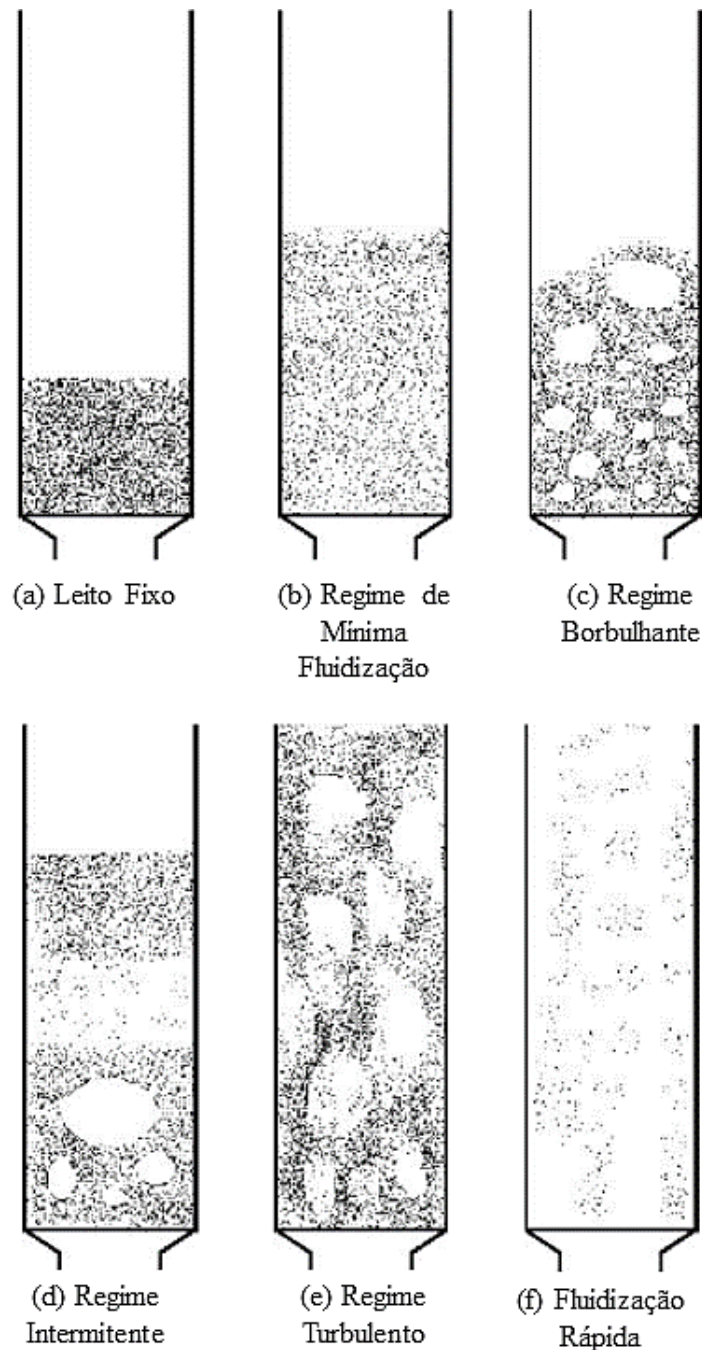 (a) Leito Fixo
(b) Regime de
Mínima
Fluidização
(c) Regime
Borbulhante
(d) Regime
Intermitente
(e) Regime
Turbulento
(f) Fluidização
Rápida